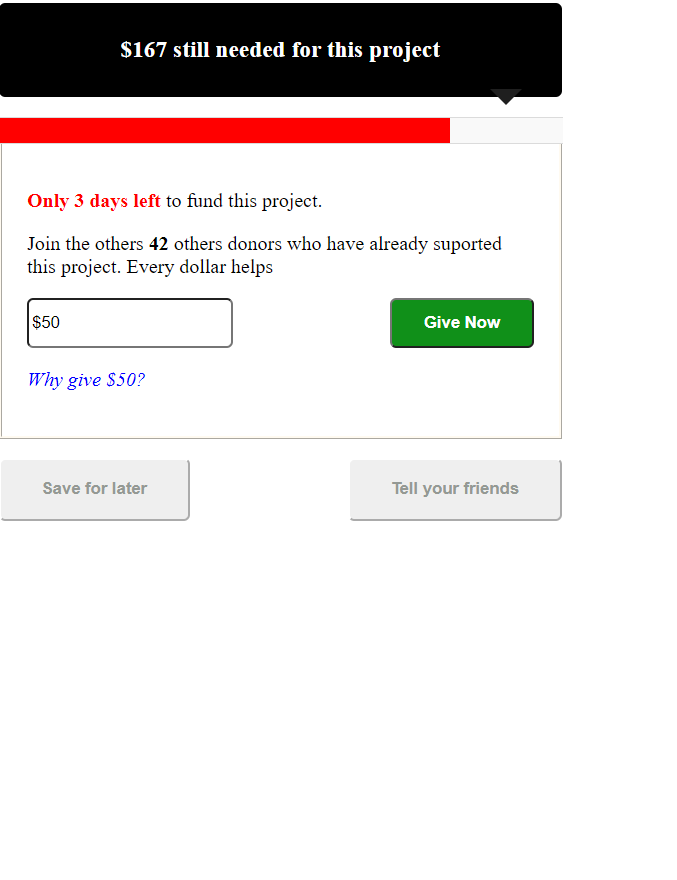 $167 still needed for this project
Only 3 days left to fund this project.
Join the others 42 others donors who have already suported
this project. Every dollar helps
$50
Give Now
Why give $50?
Save for later
Tell your friends